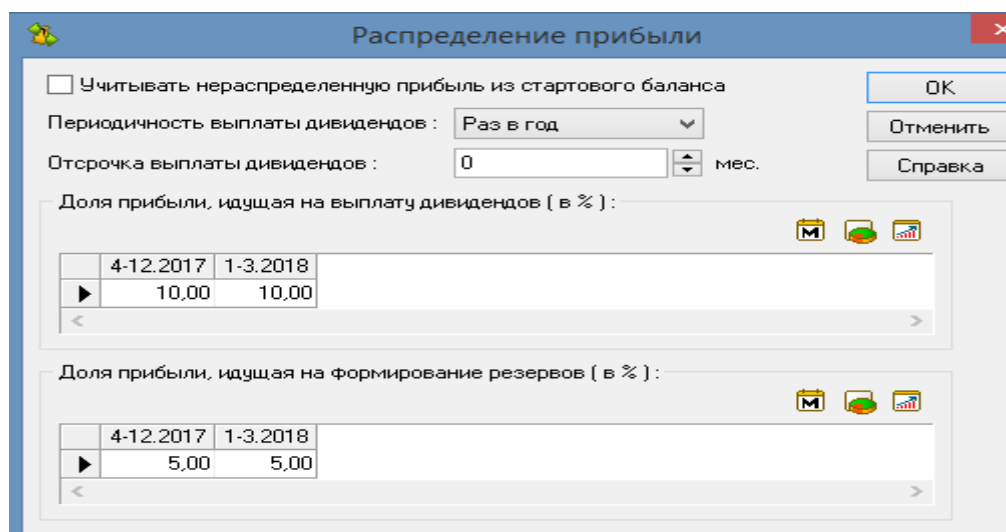 Распределение прибыли
Учитывать нераспределенную прибыль из стартового баланса
OK
Периодичность выплаты дивидендов : Раз в год
Отменить
Отсрочка выплаты дивидендов : 0 мес.
Справка
Доля прибыли, идущая на выплату дивидендов ( в % ) :
M
4-12.2017 1-3.2018
10,00 10,00
Доля прибыли, идущая на формирование резервов ( в % ) :
M
4-12.2017 1-3.2018
5,00 5,00